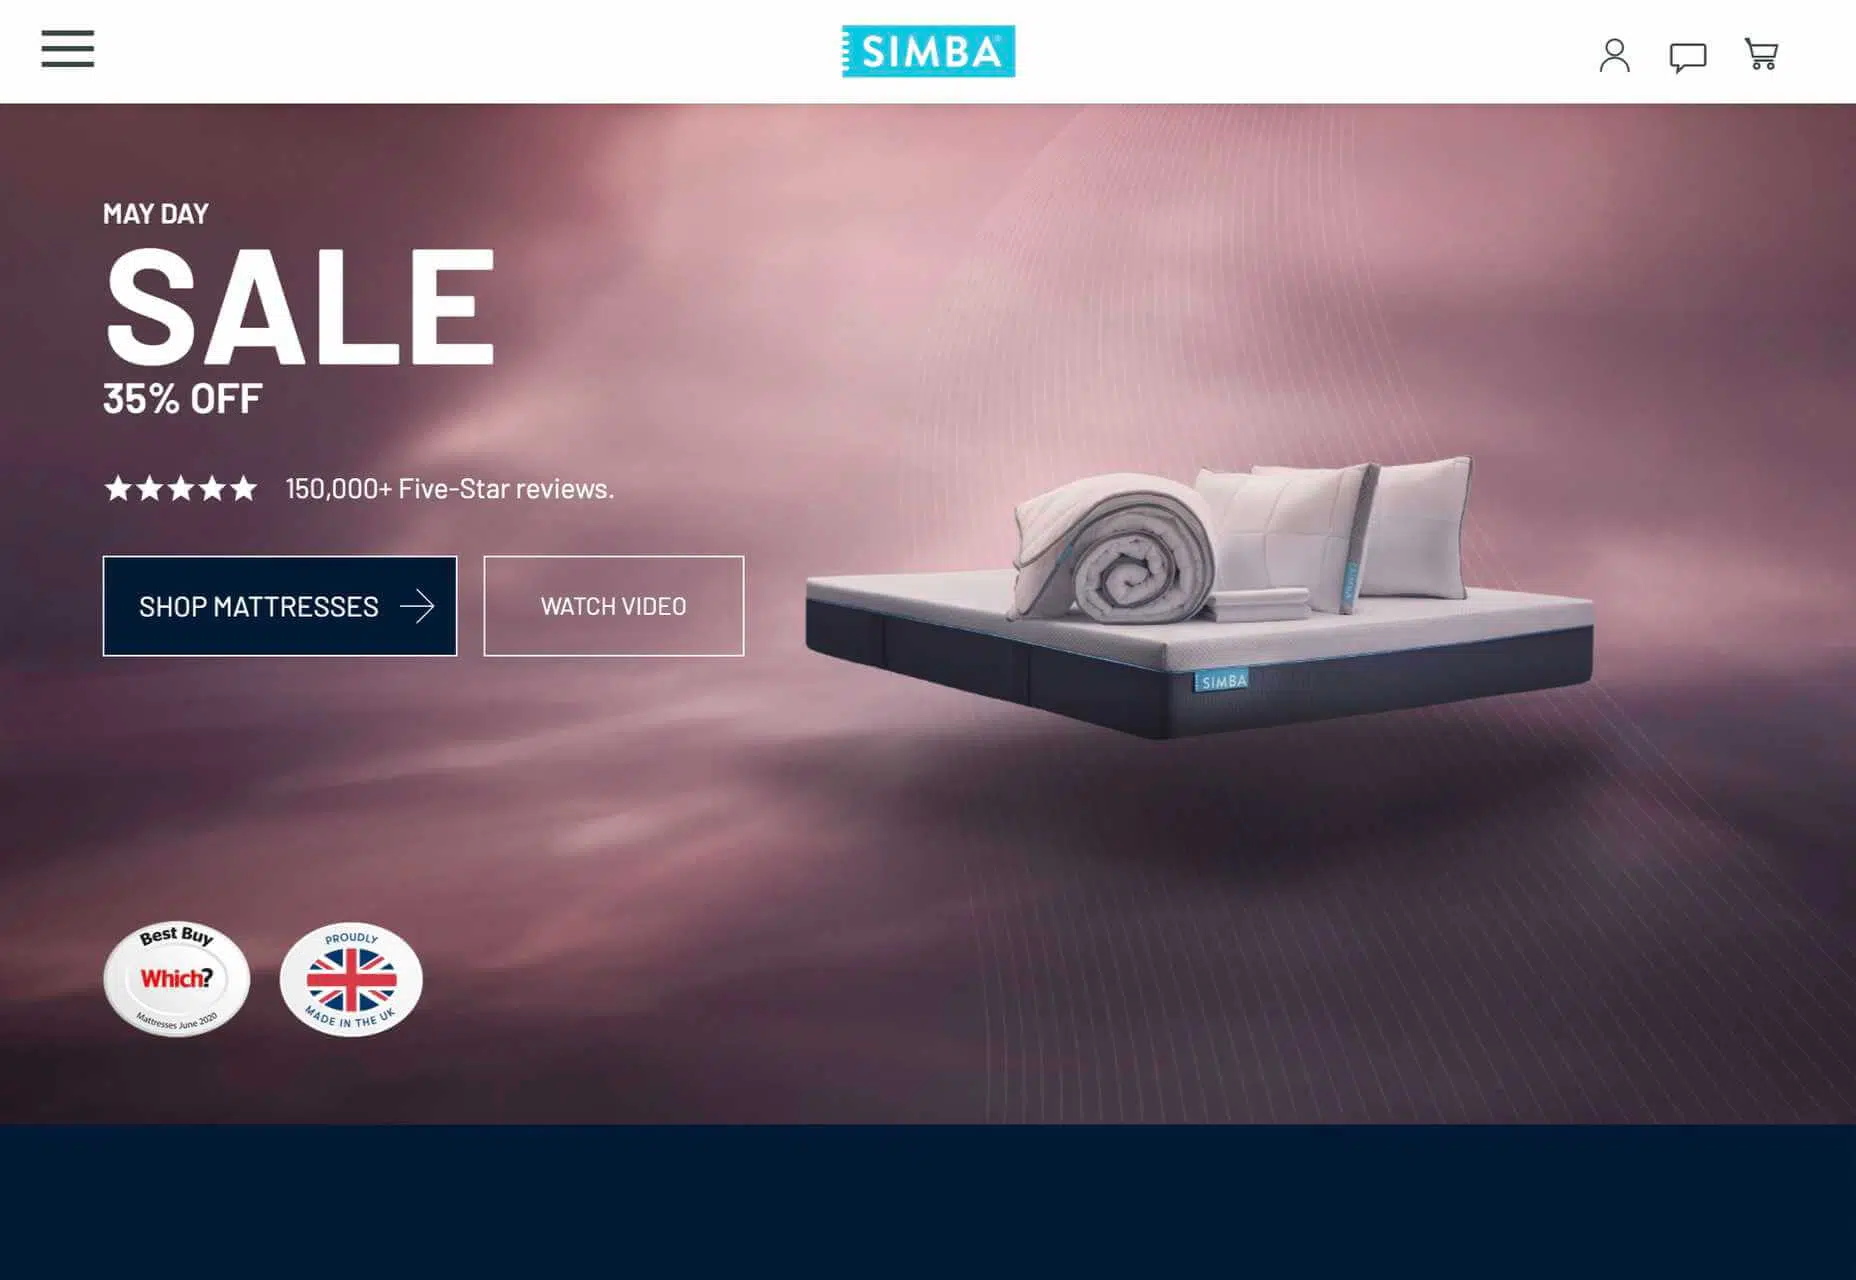 SIMBA
MAY DAY
SALE
35% OFF
150,000+ Five-Star reviews.
SHOP MATTRESSES
WATCH VIDEO
SIMBA
SIMBA
Best Buy
Which?
Mattresses June 2020
PROUDLY
MADE IN THE UK